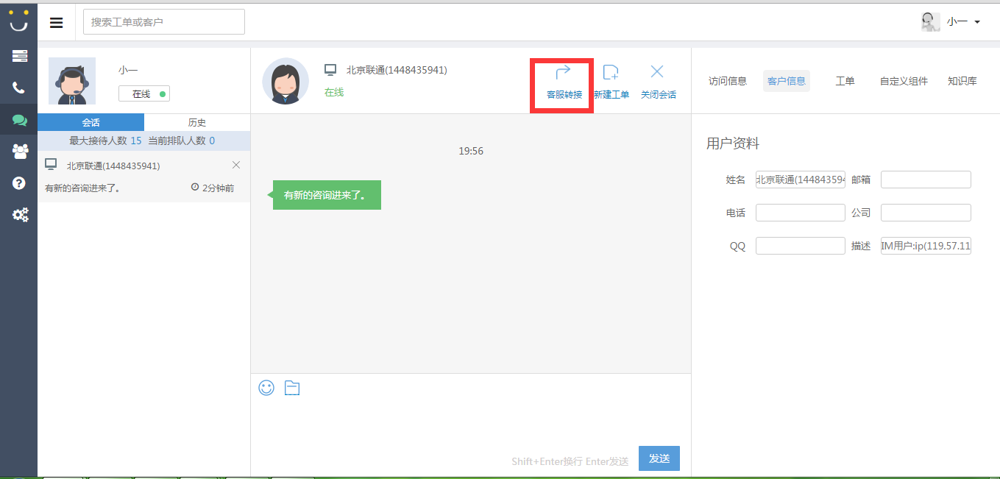 搜索工单或客户
小一
小一
在线
会话
历史
最大接待人数 15 当前排队人数 0
北京联通(1448435941)
有新的咨询进来了。
2分钟前
北京联通(1448435941)
在线
客服转接
新建工单
关闭会话
19:56
有新的咨询进来了。
Shift+Enter换行 Enter发送
发送
访问信息
客户信息
工单
自定义组件
知识库
用户资料
姓名 北京联通(144843594 邮箱
电话 公司
QQ 描述 IM用户:ip(119.57.11